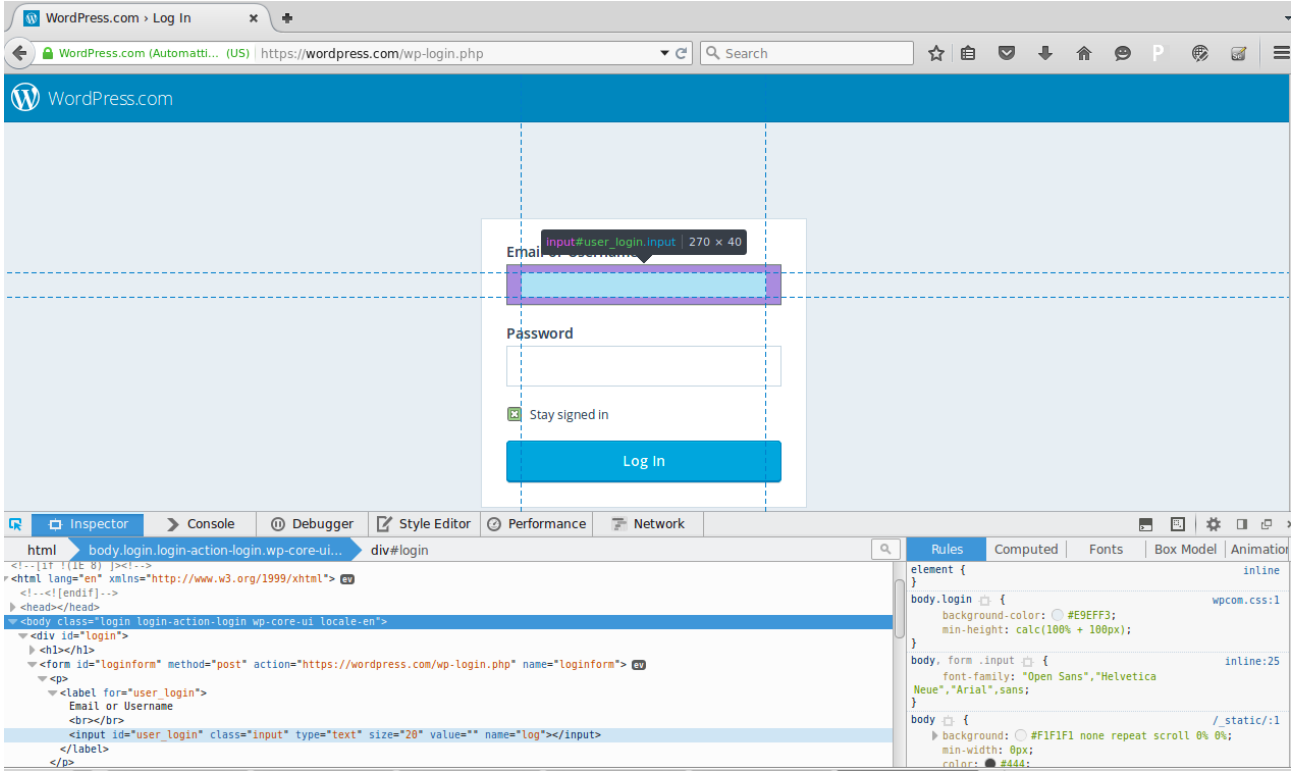 WordPress.com › Log In
WordPress.com (Automatti... (US) https://wordpress.com/wp-login.php Search
WordPress.com
input#user_login.input 270 × 40
Email or Username
Password
Stay signed in
Log In
Inspector Console Debugger Style Editor Performance Network
html body.login.login-action-login.wp-core-ui... div#login
<!--[if !(IE 8) ]><!-->
<html lang="en" xmlns="http://www.w3.org/1999/xhtml"> ev
<!--<![endif]-->
<head></head>
<body class="login login-action-login wp-core-ui locale-en">
<div id="login">
<h1></h1>
<form id="loginform" method="post" action="https://wordpress.com/wp-login.php" name="loginform"> ev
<p>
<label for="user_login">
Email or Username
<br></br>
<input id="user_login" class="input" type="text" size="20" value="" name="log"></input>
</label>
</p>
Rules Computed Fonts Box Model Animation
element { inline
}
body.login { wpcom.css:1
background-color: #E9EFF3;
min-height: calc(100% + 100px);
}
body, form .input { inline:25
font-family: "Open Sans","Helvetica
Neue","Arial",sans;
}
body { /_static/:1
background: #F1F1F1 none repeat scroll 0% 0%;
min-width: 0px;
color: #444;